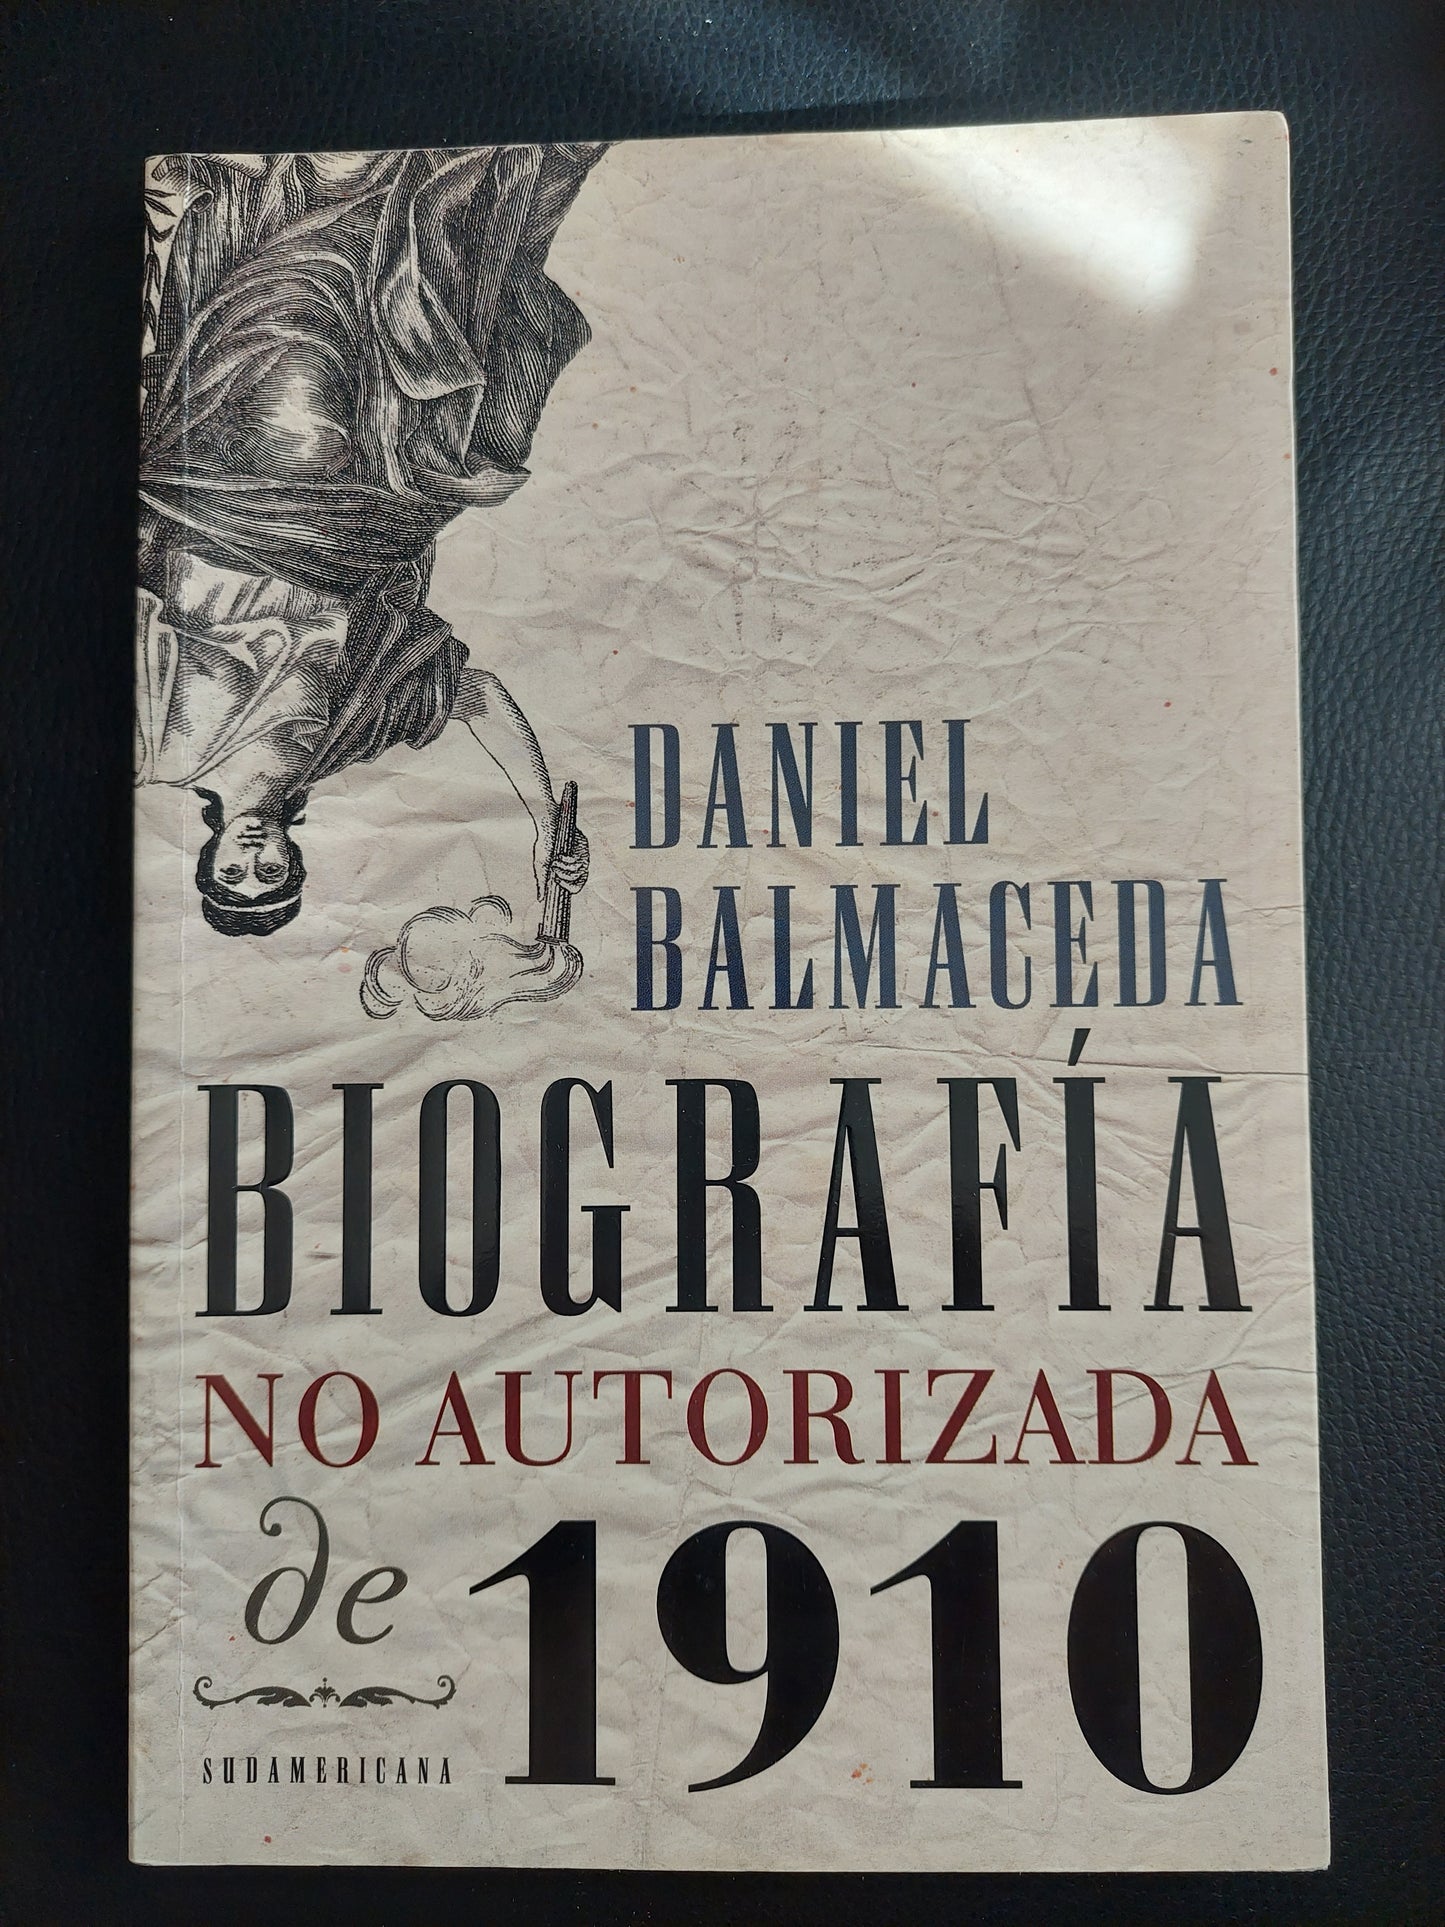 DANIEL
BALMACEDA
BIOGRAFÍA
NO AUTORIZADA
de 1910
SUDAMERICANA